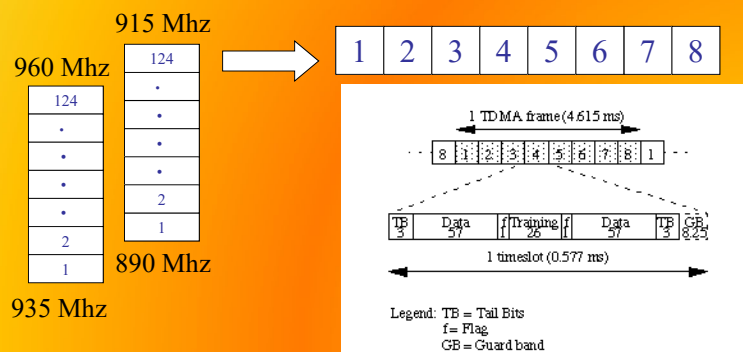 915 Mhz
960 Mhz
124
•
•
•
•
2
1
890 Mhz
124
•
•
•
•
2
1
935 Mhz
1 2 3 4 5 6 7 8
1 TDMA frame (4.615 ms)
8 1 2 3 4 5 6 7 8 1
TB Data f Training f Data TB GB
3 57 1 26 1 57 3 8.25
1 timeslot (0.577 ms)
Legend: TB = Tail Bits
f = Flag
GB = Guard band